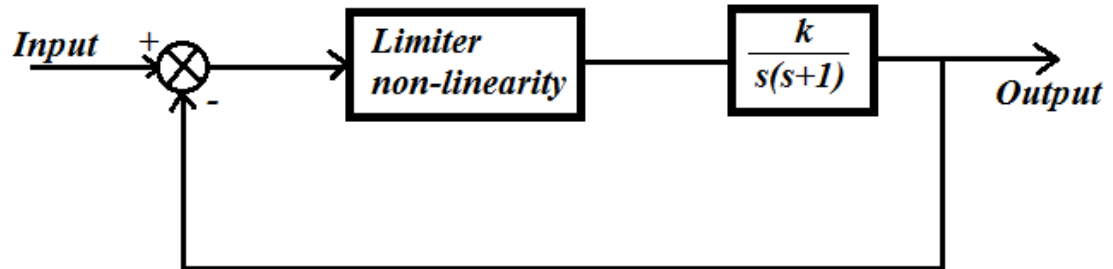 Input
+
-
Limiter
non-linearity
k
s(s+1)
Output